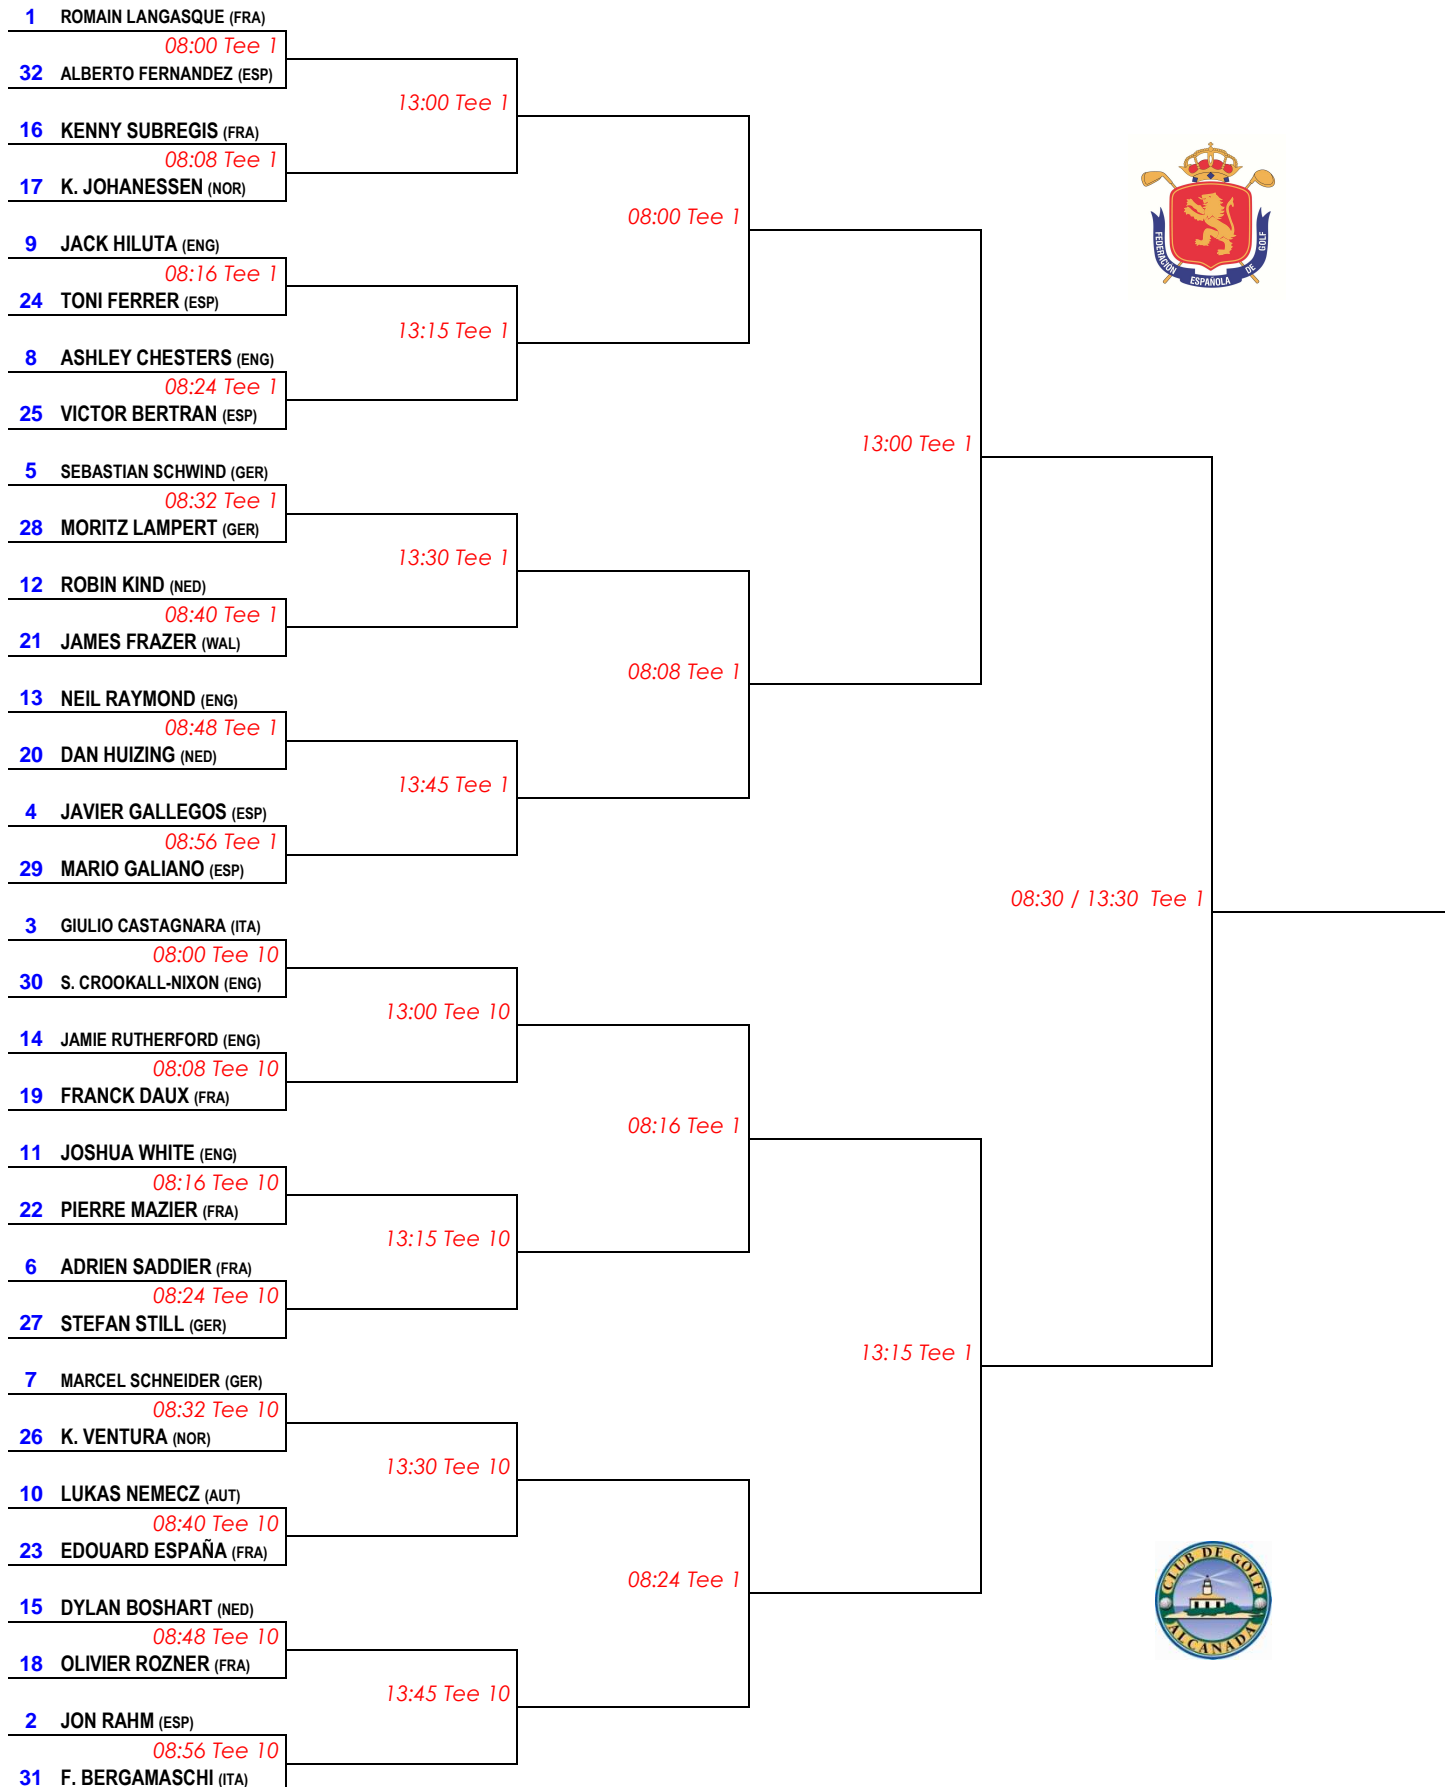 1 ROMAIN LANGASQUE (FRA)
08:00 Tee 1
32 ALBERTO FERNANDEZ (ESP)
13:00 Tee 1
16 KENNY SUBREGIS (FRA)
08:08 Tee 1
17 K. JOHANESSEN (NOR)
08:00 Tee 1
9 JACK HILUTA (ENG)
08:16 Tee 1
24 TONI FERRER (ESP)
13:15 Tee 1
8 ASHLEY CHESTERS (ENG)
08:24 Tee 1
25 VICTOR BERTRAN (ESP)
13:00 Tee 1
5 SEBASTIAN SCHWIND (GER)
08:32 Tee 1
28 MORITZ LAMPERT (GER)
13:30 Tee 1
12 ROBIN KIND (NED)
08:40 Tee 1
21 JAMES FRAZER (WAL)
08:08 Tee 1
13 NEIL RAYMOND (ENG)
08:48 Tee 1
20 DAN HUIZING (NED)
13:45 Tee 1
4 JAVIER GALLEGOS (ESP)
08:56 Tee 1
29 MARIO GALIANO (ESP)
08:30 / 13:30 Tee 1
3 GIULIO CASTAGNARA (ITA)
08:00 Tee 10
30 S. CROOKALL-NIXON (ENG)
13:00 Tee 10
14 JAMIE RUTHERFORD (ENG)
08:08 Tee 10
19 FRANCK DAUX (FRA)
08:16 Tee 1
11 JOSHUA WHITE (ENG)
08:16 Tee 10
22 PIERRE MAZIER (FRA)
13:15 Tee 10
6 ADRIEN SADDIER (FRA)
08:24 Tee 10
27 STEFAN STILL (GER)
13:15 Tee 1
7 MARCEL SCHNEIDER (GER)
08:32 Tee 10
26 K. VENTURA (NOR)
13:30 Tee 10
10 LUKAS NEMECZ (AUT)
08:40 Tee 10
23 EDOUARD ESPAÑA (FRA)
08:24 Tee 1
15 DYLAN BOSHART (NED)
08:48 Tee 10
18 OLIVIER ROZNER (FRA)
13:45 Tee 10
2 JON RAHM (ESP)
08:56 Tee 10
31 F. BERGAMASCHI (ITA)
FEDERACION ESPAÑOLA DE GOLF
CLUB DE GOLF
ALCANADA